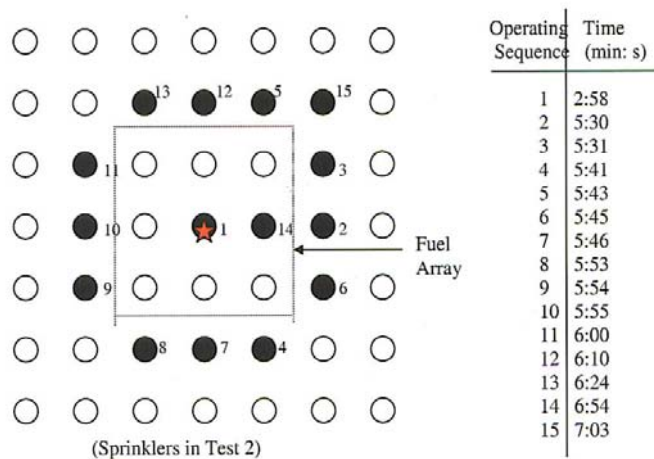 Operating Time
Sequence (min: s)
13 12 5 15
11 3
10 1 14 2
9 6
8 7 4
Fuel
Array
1 2:58
2 5:30
3 5:31
4 5:41
5 5:43
6 5:45
7 5:46
8 5:53
9 5:54
10 5:55
11 6:00
12 6:10
13 6:24
14 6:54
15 7:03
(Sprinklers in Test 2)